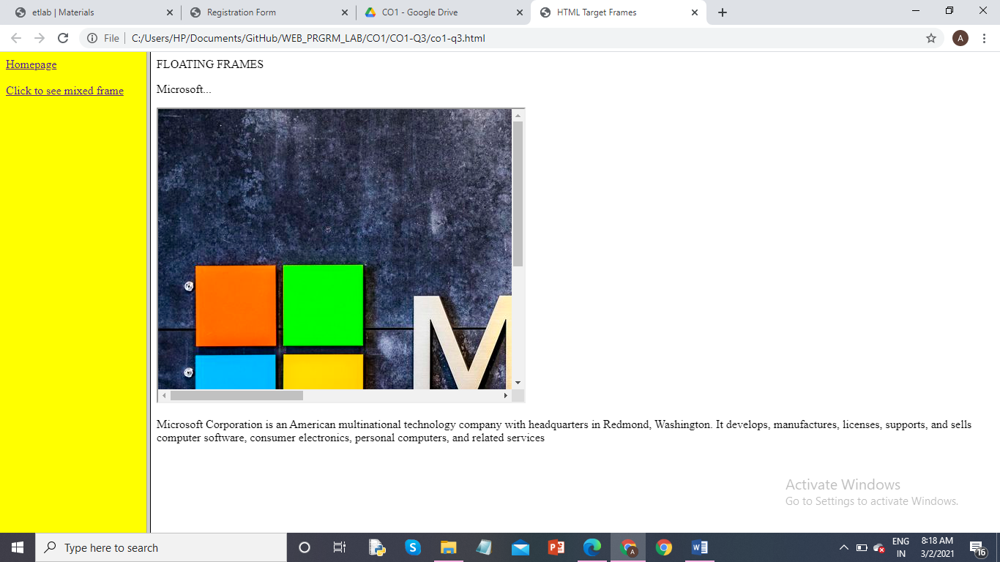 etlab | Materials
Registration Form
CO1 - Google Drive
HTML Target Frames
File
C:/Users/HP/Documents/GitHub/WEB_PRGRM_LAB/CO1/CO1-Q3/co1-q3.html
A
Homepage
Click to see mixed frame
FLOATING FRAMES
Microsoft...
M
Microsoft Corporation is an American multinational technology company with headquarters in Redmond, Washington. It develops, manufactures, licenses, supports, and sells
computer software, consumer electronics, personal computers, and related services
Activate Windows
Go to Settings to activate Windows.
Type here to search
ENG
IN
8:18 AM
3/2/2021
16